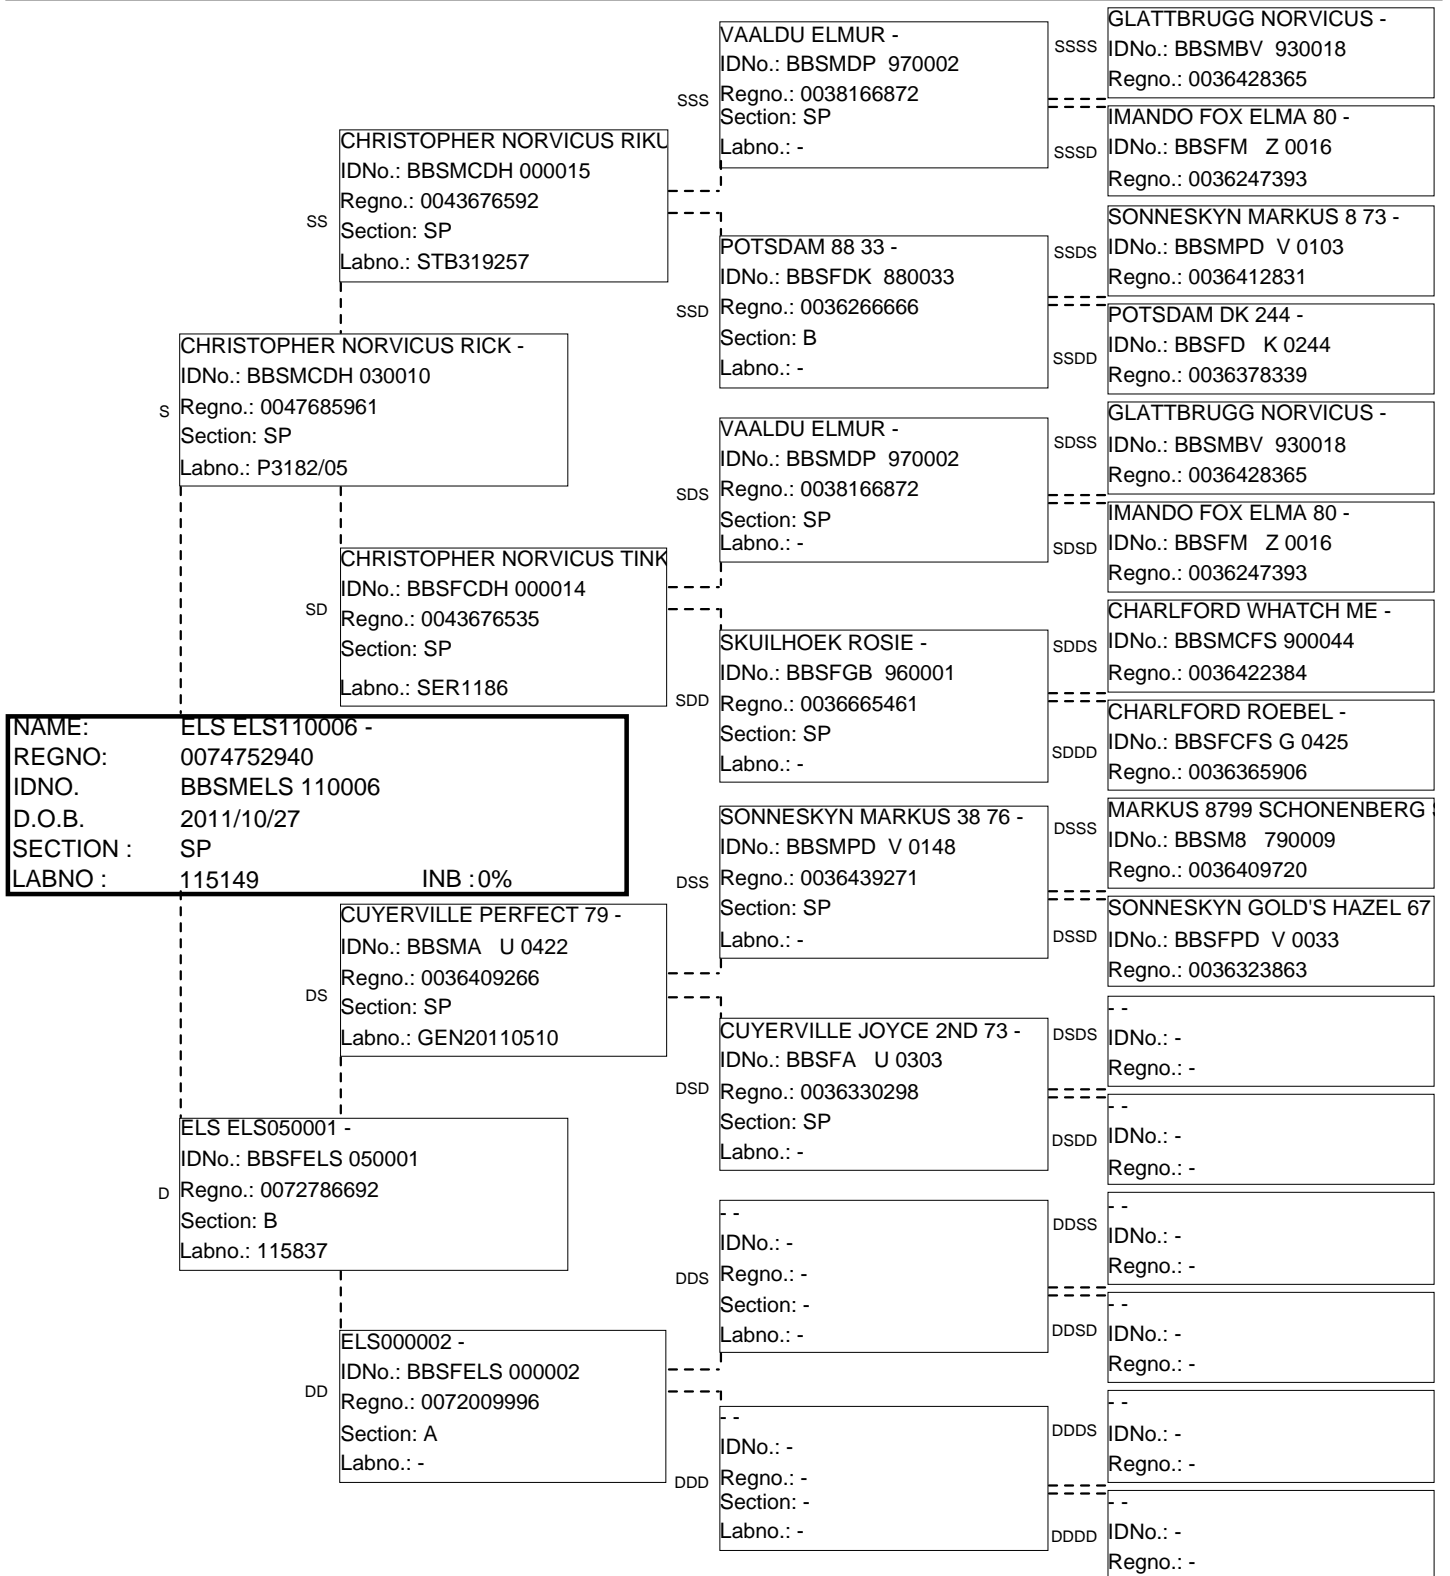 SSSS
GLATTBRUGG NORVICUS -
IDNo.: BBSMBV 930018
Regno.: 0036428365
SSS
VAALDU ELMUR -
IDNo.: BBSMDP 970002
Regno.: 0038166872
Section: SP
Labno.: -
SSSD
IMANDO FOX ELMA 80 -
IDNo.: BBSFM Z 0016
Regno.: 0036247393
SS
CHRISTOPHER NORVICUS RIKU
IDNo.: BBSMCDH 000015
Regno.: 0043676592
Section: SP
Labno.: STB319257
SSDS
SONNESKYN MARKUS 8 73 -
IDNo.: BBSMPD V 0103
Regno.: 0036412831
SSD
POTSDAM 88 33 -
IDNo.: BBSFDK 880033
Regno.: 0036266666
Section: B
Labno.: -
SSDD
POTSDAM DK 244 -
IDNo.: BBSFD K 0244
Regno.: 0036378339
S
CHRISTOPHER NORVICUS RICK -
IDNo.: BBSMCDH 030010
Regno.: 0047685961
Section: SP
Labno.: P3182/05
SDSS
GLATTBRUGG NORVICUS -
IDNo.: BBSMBV 930018
Regno.: 0036428365
SDS
VAALDU ELMUR -
IDNo.: BBSMDP 970002
Regno.: 0038166872
Section: SP
Labno.: -
SDSD
IMANDO FOX ELMA 80 -
IDNo.: BBSFM Z 0016
Regno.: 0036247393
SD
CHRISTOPHER NORVICUS TINK
IDNo.: BBSFCDH 000014
Regno.: 0043676535
Section: SP
Labno.: SER1186
SDDS
CHARLFORD WHATCH ME -
IDNo.: BBSMCFS 900044
Regno.: 0036422384
SDD
SKUILHOEK ROSIE -
IDNo.: BBSFGB 960001
Regno.: 0036665461
Section: SP
Labno.: -
SDDD
CHARLFORD ROEBEL -
IDNo.: BBSFCFS G 0425
Regno.: 0036365906
NAME: ELS ELS110006 -
REGNO: 0074752940
IDNO. BBSMELS 110006
D.O.B. 2011/10/27
SECTION : SP
LABNO : 115149 INB : 0%
DSSS
MARKUS 8799 SCHONENBERG
IDNo.: BBSM8 790009
Regno.: 0036409720
DSS
SONNESKYN MARKUS 38 76 -
IDNo.: BBSMPD V 0148
Regno.: 0036439271
Section: SP
Labno.: -
DSSD
SONNESKYN GOLD'S HAZEL 67
IDNo.: BBSFPD V 0033
Regno.: 0036323863
DS
CUYERVILLE PERFECT 79 -
IDNo.: BBSMA U 0422
Regno.: 0036409266
Section: SP
Labno.: GEN20110510
DSDS
- -
IDNo.: -
Regno.: -
DSD
CUYERVILLE JOYCE 2ND 73 -
IDNo.: BBSFA U 0303
Regno.: 0036330298
Section: SP
Labno.: -
DSDD
- -
IDNo.: -
Regno.: -
D
ELS ELS050001 -
IDNo.: BBSFELS 050001
Regno.: 0072786692
Section: B
Labno.: 115837
DDSS
- -
IDNo.: -
Regno.: -
DDS
- -
IDNo.: -
Regno.: -
Section: -
Labno.: -
DDSD
- -
IDNo.: -
Regno.: -
DD
ELS000002 -
IDNo.: BBSFELS 000002
Regno.: 0072009996
Section: A
Labno.: -
DDDS
- -
IDNo.: -
Regno.: -
DDD
- -
IDNo.: -
Regno.: -
Section: -
Labno.: -
DDDD
- -
IDNo.: -
Regno.: -